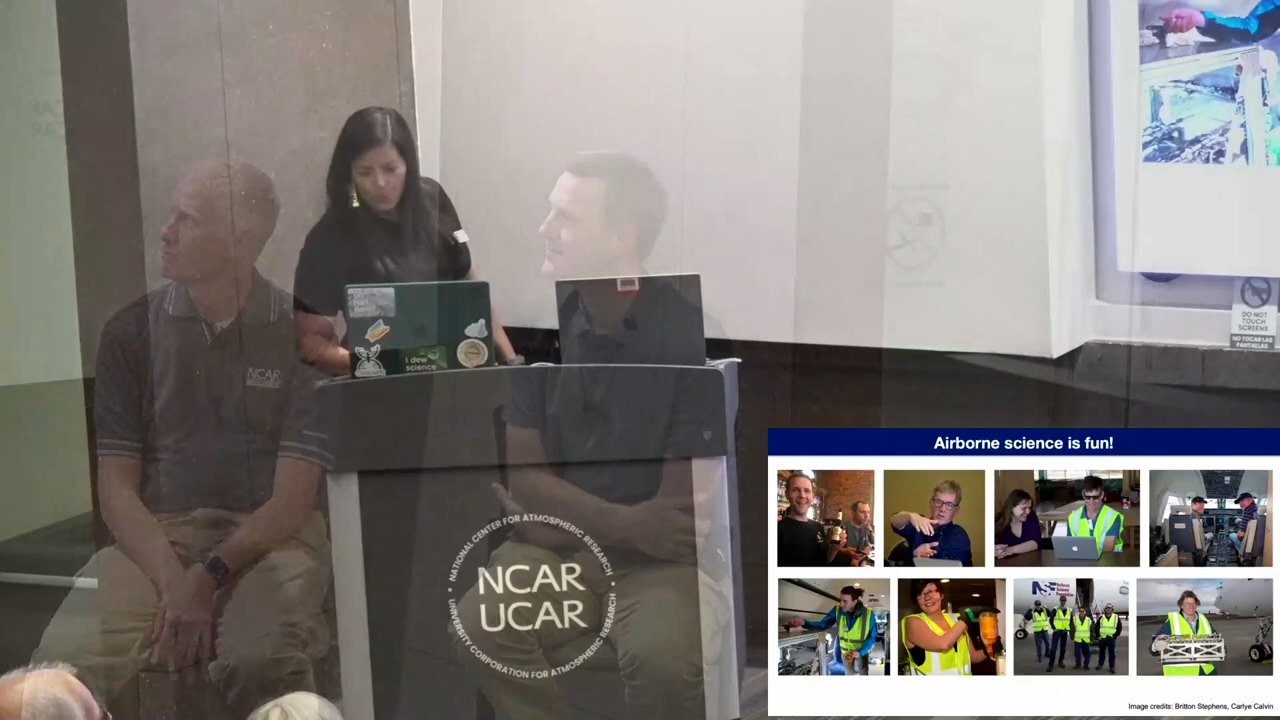 DO NOT
TOUCH
SCREENS
NO TOCAR LAS
PANTALLAS
NCAR
I dew
science
NATIONAL CENTER FOR ATMOSPHERIC RESEARCH
NCAR
UCAR
UNIVERSITY CORPORATION FOR ATMOSPHERIC RESEARCH
Airborne science is fun!
Image credits: Britton Stephens, Carlye Calvin